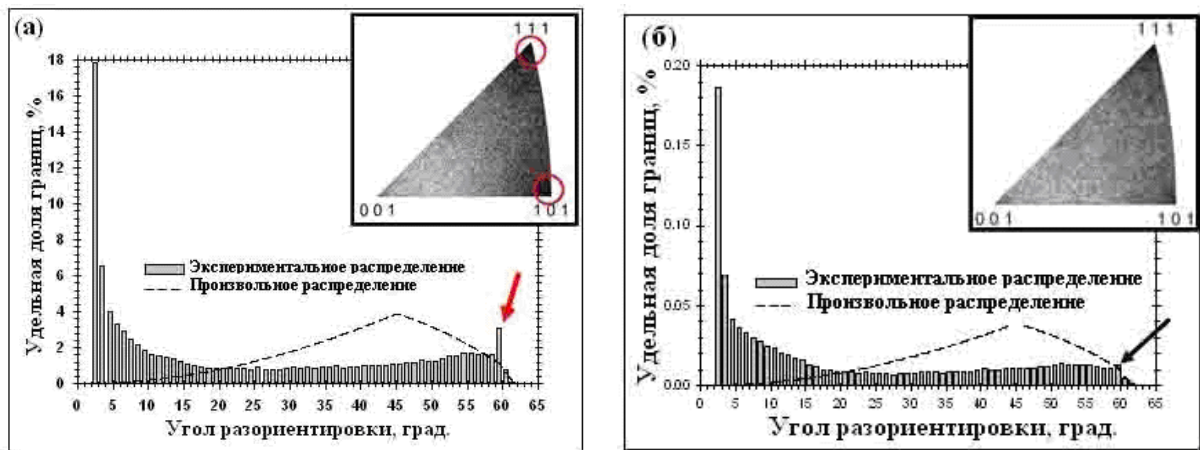 (а)
Удельная доля границ, %
18
16
14
12
10
8
6
4
2
0
111
001
101
Экспериментальное распределение
Произвольное распределение
0 5 10 15 20 25 30 35 40 45 50 55 60 65
Угол разориентировки, град.
(б)
Удельная доля границ, %
0.20
0.15
0.10
0.05
0.00
111
001
101
Экспериментальное распределение
Произвольное распределение
0 5 10 15 20 25 30 35 40 45 50 55 60 65
Угол разориентировки, град.